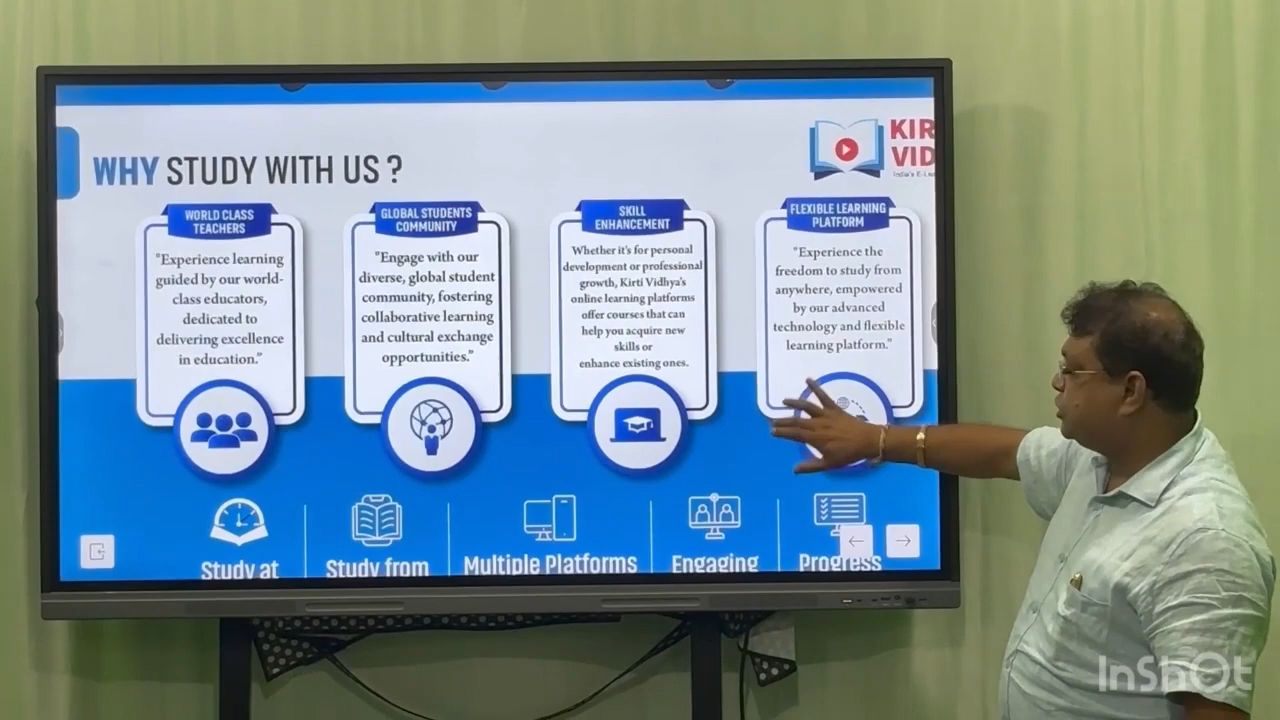 WHY STUDY WITH US ?
KIR
VID
India's E-Lea
WORLD CLASS
TEACHERS
"Experience learning
guided by our world-
class educators,
dedicated to
delivering excellence
in education."
GLOBAL STUDENTS
COMMUNITY
"Engage with our
diverse, global student
community, fostering
collaborative learning
and cultural exchange
opportunities."
SKILL
ENHANCEMENT
Whether it's for personal
development or professional
growth, Kirti Vidhya's
online learning platforms
offer courses that can
help you acquire new
skills or
enhance existing ones.
FLEXIBLE LEARNING
PLATFORM
"Experience the
freedom to study from
anywhere, empowered
by our advanced
technology and flexible
learning platform."
Study at
Study from
Multiple Platforms
Engaging
Progress
InShOt